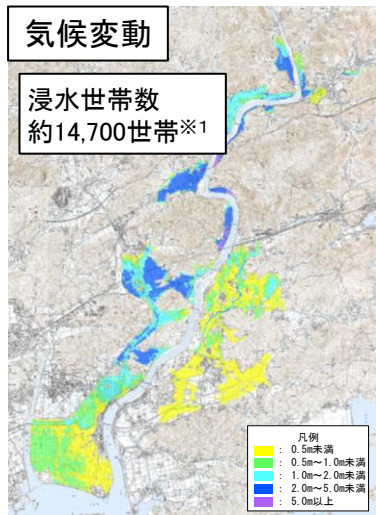 気候変動
浸水世帯数
約14,700世帯※1
凡例
: 0.5m未満
: 0.5m～1.0m未満
: 1.0m～2.0m未満
: 2.0m～5.0m未満
: 5.0m以上